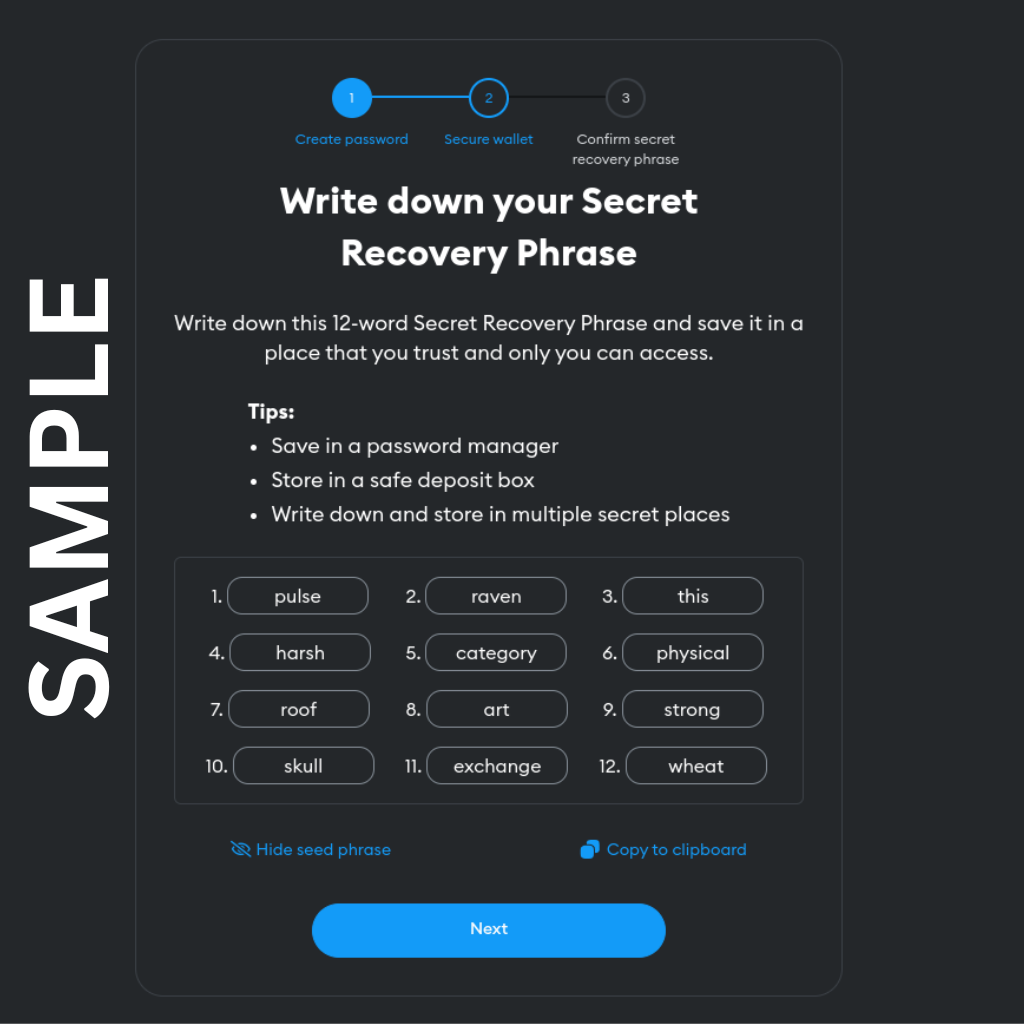 SAMPLE
1
2
3
Create password
Secure wallet
Confirm secret
recovery phrase
Write down your Secret
Recovery Phrase
Write down this 12-word Secret Recovery Phrase and save it in a
place that you trust and only you can access.
Tips:
• Save in a password manager
• Store in a safe deposit box
• Write down and store in multiple secret places
1. pulse 2. raven 3. this
4. harsh 5. category 6. physical
7. roof 8. art 9. strong
10. skull 11. exchange 12. wheat
Hide seed phrase
Copy to clipboard
Next